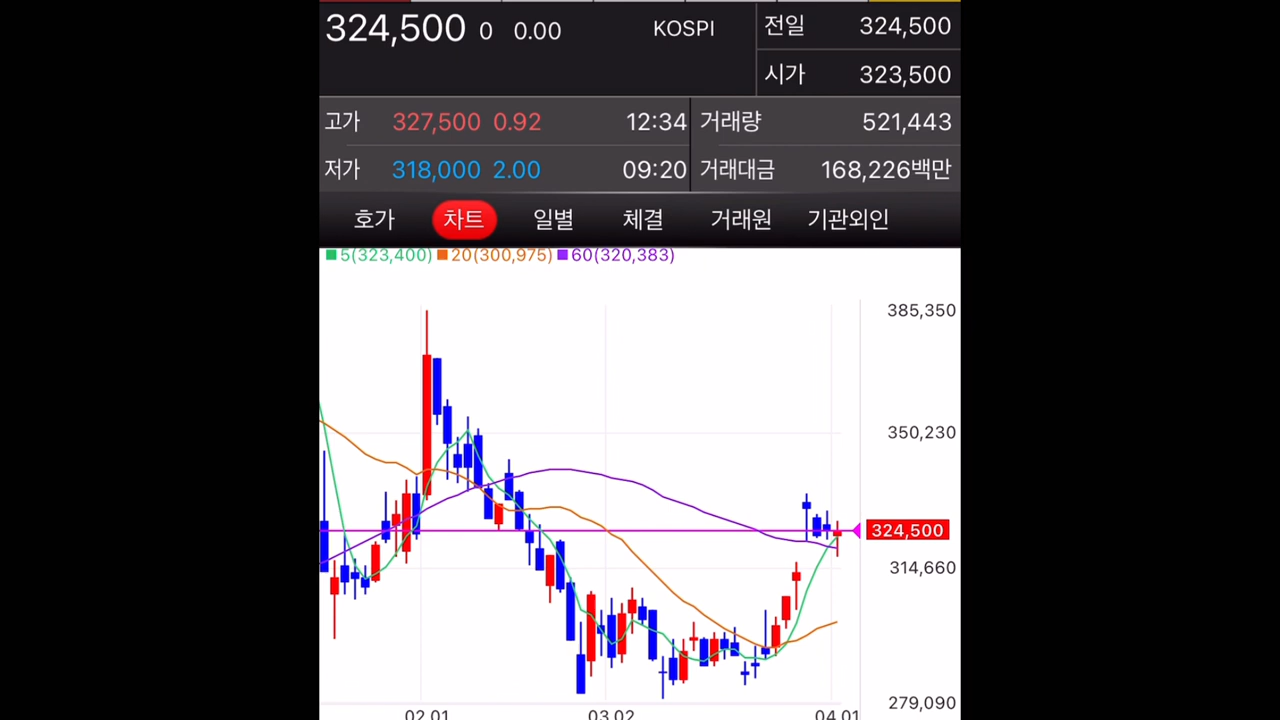 324,500 0 0.00 KOSPI 전일 324,500
시가 323,500
고가 327,500 0.92 12:34 거래량 521,443
저가 318,000 2.00 09:20 거래대금 168,226백만
호가 차트 일별 체결 거래원 기관외인
5(323,400) 20(300,975) 60(320,383)
385,350
350,230
324,500
314,660
279,090
02.01 03.02 04.01